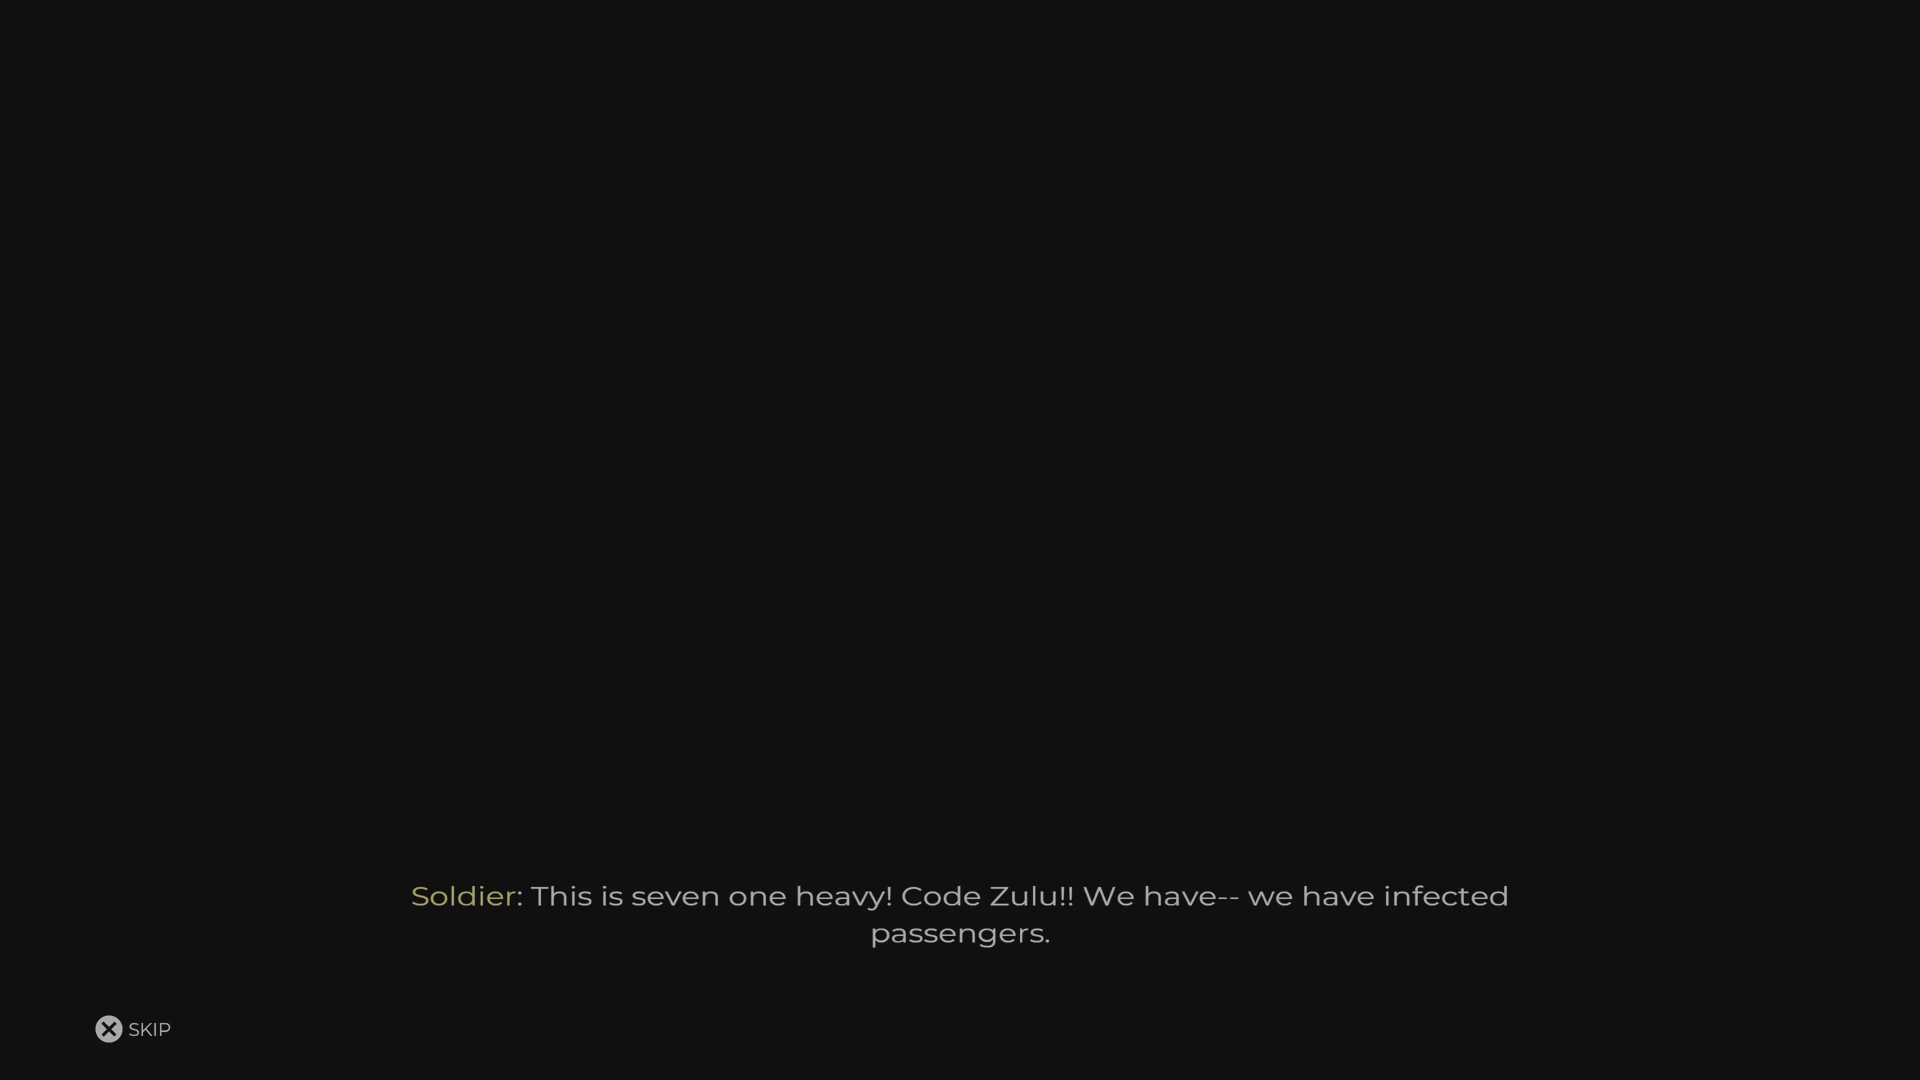 Soldier: This is seven one heavy! Code Zulu!! We have-- we have infected
passengers.
SKIP